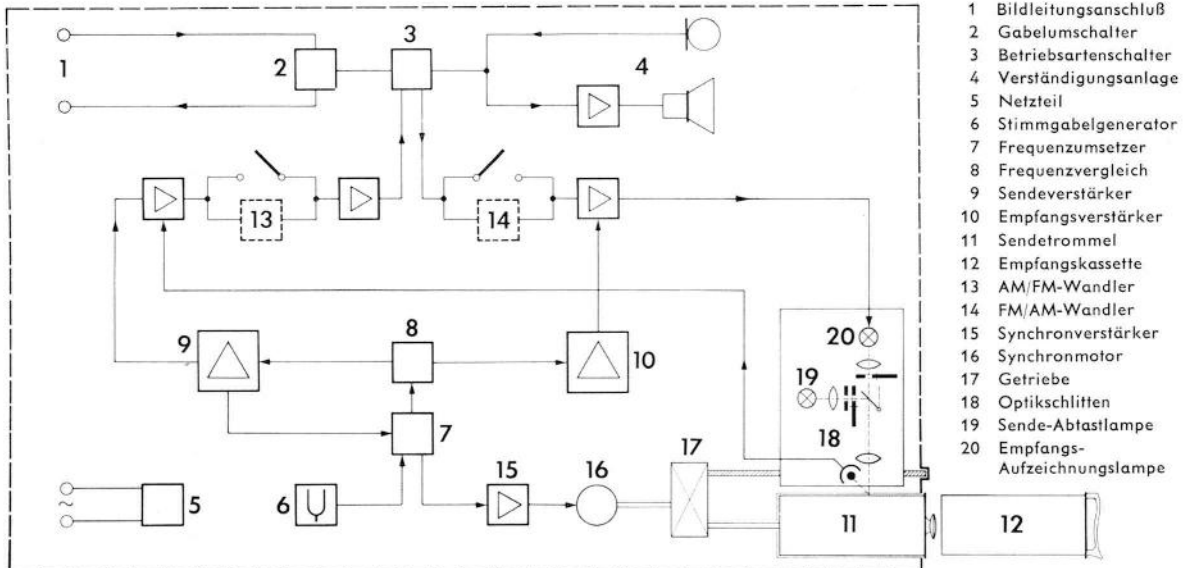 1
2
3
4
13
14
9
8
10
7
20
19
18
17
5
~
6
15
16
11
12
1 Bildleitungsanschluß
2 Gabelumschalter
3 Betriebsartenschalter
4 Verständigungsanlage
5 Netzteil
6 Stimmgabelgenerator
7 Frequenzumsetzer
8 Frequenzvergleich
9 Sendeverstärker
10 Empfangsverstärker
11 Sendetrommel
12 Empfangskassette
13 AM/FM-Wandler
14 FM/AM-Wandler
15 Synchronverstärker
16 Synchronmotor
17 Getriebe
18 Optikschlitten
19 Sende-Abtastlampe
20 Empfangs-
Aufzeichnungslampe